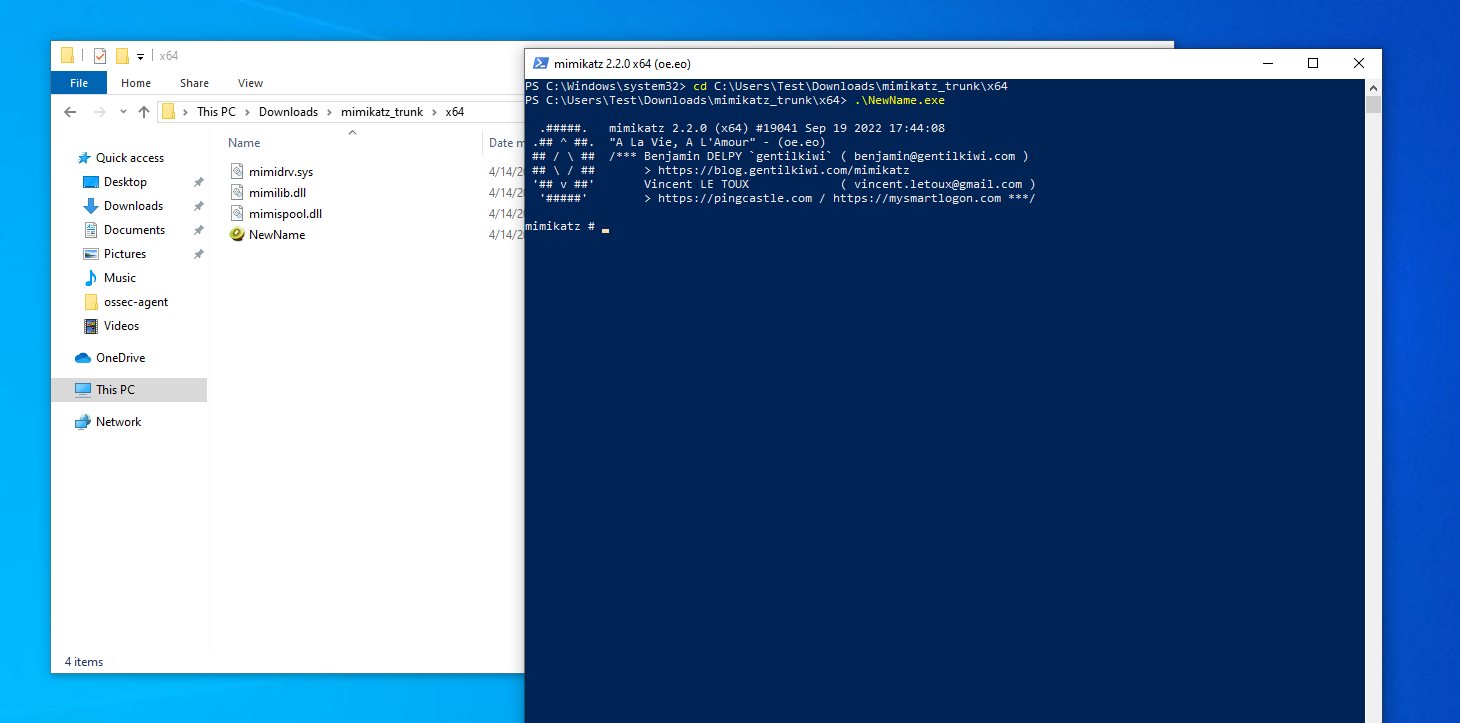 x64
File Home Share View
This PC Downloads mimikatz_trunk x64
Name Date m
Quick access
Desktop
Downloads
Documents
Pictures
Music
ossec-agent
Videos
OneDrive
This PC
Network
mimidrv.sys 4/14/20
mimilib.dll 4/14/20
mimispool.dll 4/14/20
NewName 4/14/20
4 items
mimikatz 2.2.0 x64 (oe.eo)
PS C:\Windows\system32> cd C:\Users\Test\Downloads\mimikatz_trunk\x64
PS C:\Users\Test\Downloads\mimikatz_trunk\x64> .\NewName.exe
.#####. mimikatz 2.2.0 (x64) #19041 Sep 19 2022 17:44:08
.## ^ ##. "A La Vie, A L'Amour" - (oe.eo)
## / \ ## /*** Benjamin DELPY `gentilkiwi` ( benjamin@gentilkiwi.com )
## \ / ## > https://blog.gentilkiwi.com/mimikatz
'## v ##' Vincent LE TOUX ( vincent.letoux@gmail.com )
'#####' > https://pingcastle.com / https://mysmartlogon.com ***/
mimikatz #